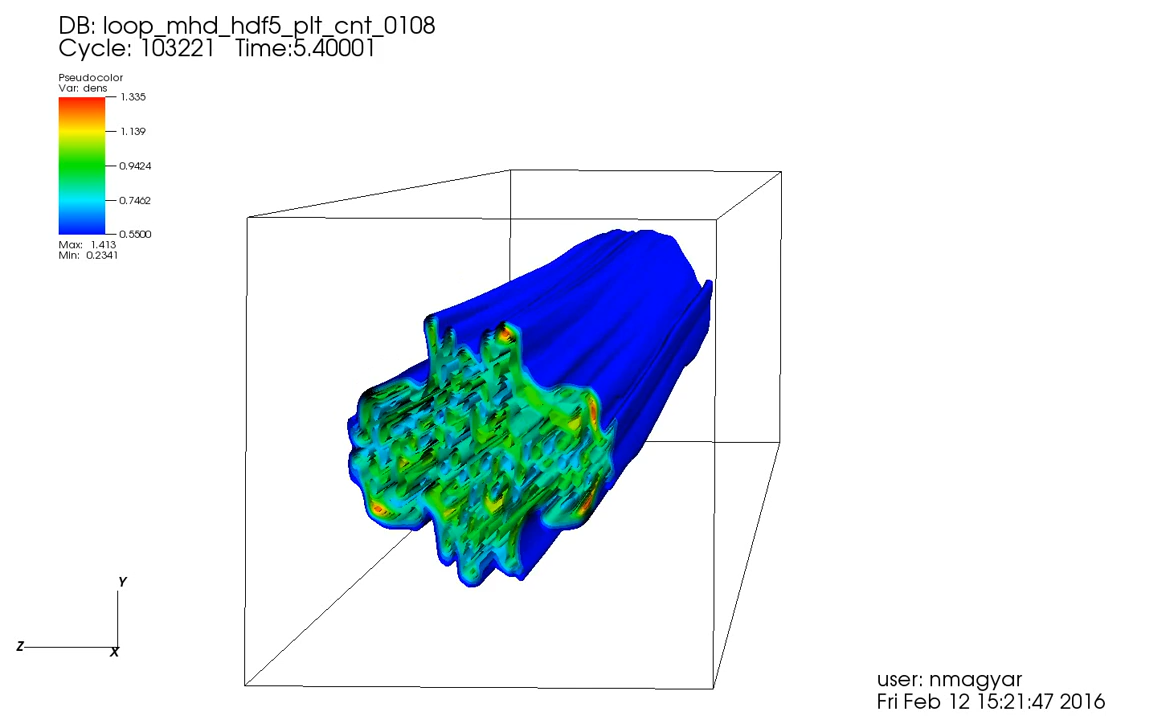 DB: loop_mhd_hdf5_plt_cnt_0108
Cycle: 103221 Time:5.40001
Pseudocolor
Var: dens
1.335
1.139
0.9424
0.7462
0.5500
Max: 1.413
Min: 0.2341
Y
Z
X
user: nmagyar
Fri Feb 12 15:21:47 2016